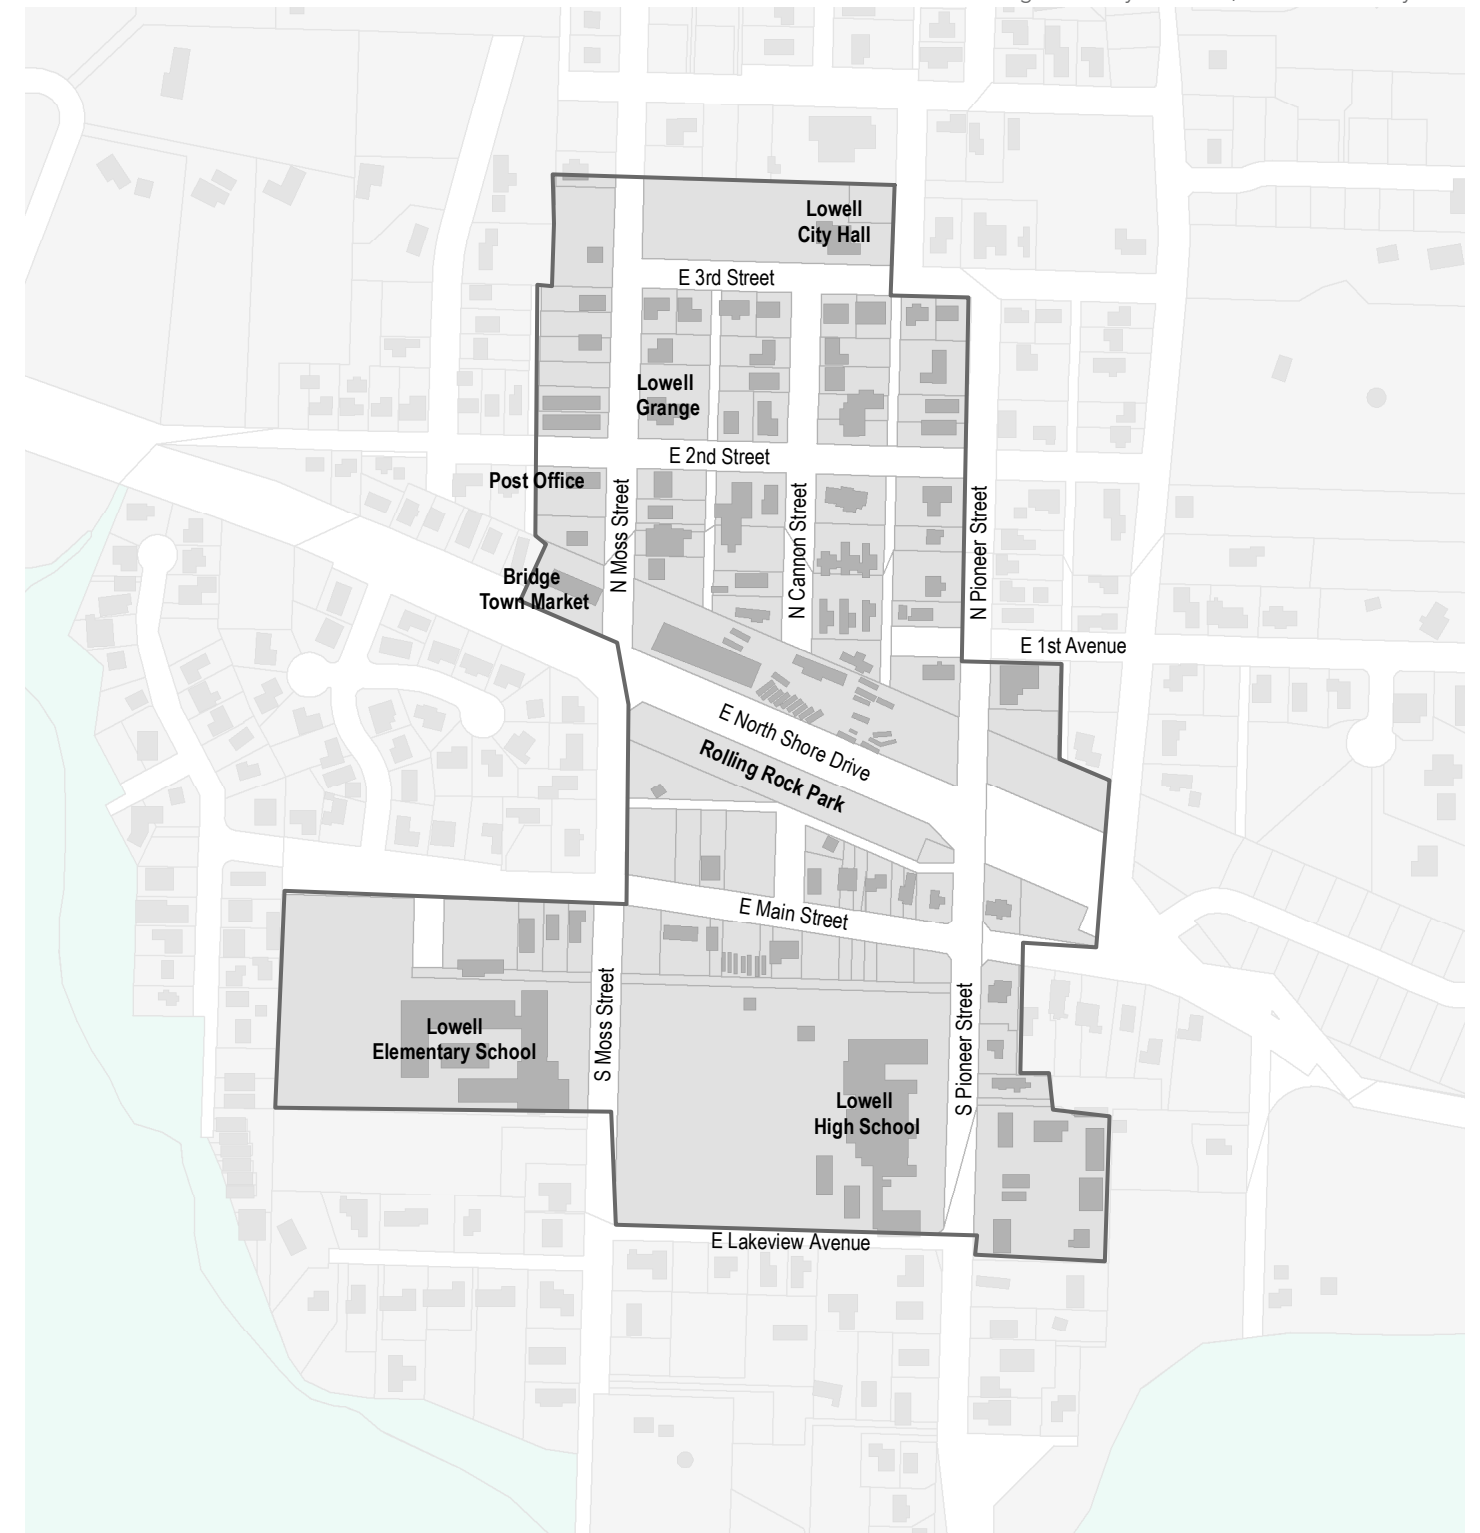 Lowell
City Hall
E 3rd Street
Lowell
Grange
E 2nd Street
Post Office
N Moss Street
N Cannon Street
N Pioneer Street
Bridge
Town Market
E 1st Avenue
E North Shore Drive
Rolling Rock Park
E Main Street
S Moss Street
S Pioneer Street
Lowell
Elementary School
Lowell
High School
E Lakeview Avenue